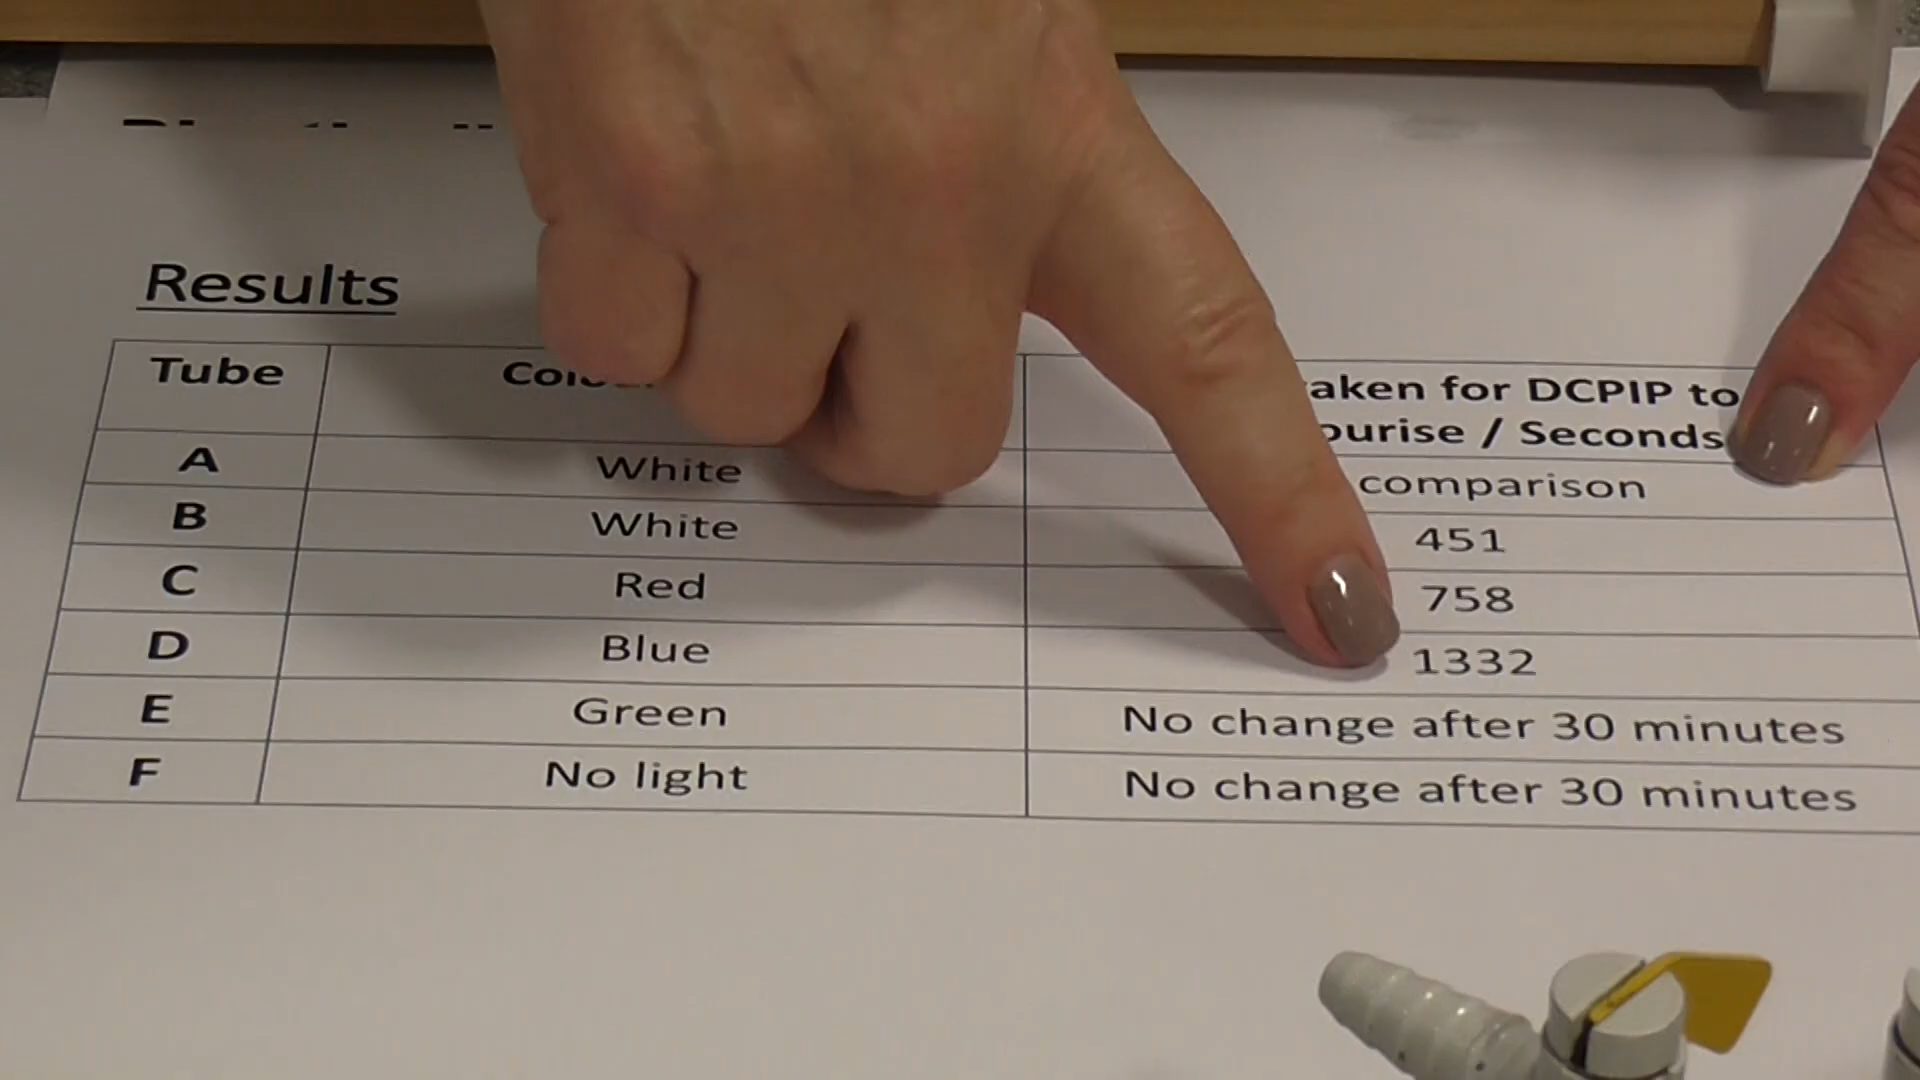 Results
Tube
aken for DCPIP to
ourise / Seconds
A White comparison
B White 451
C Red 758
D Blue 1332
E Green No change after 30 minutes
F No light No change after 30 minutes